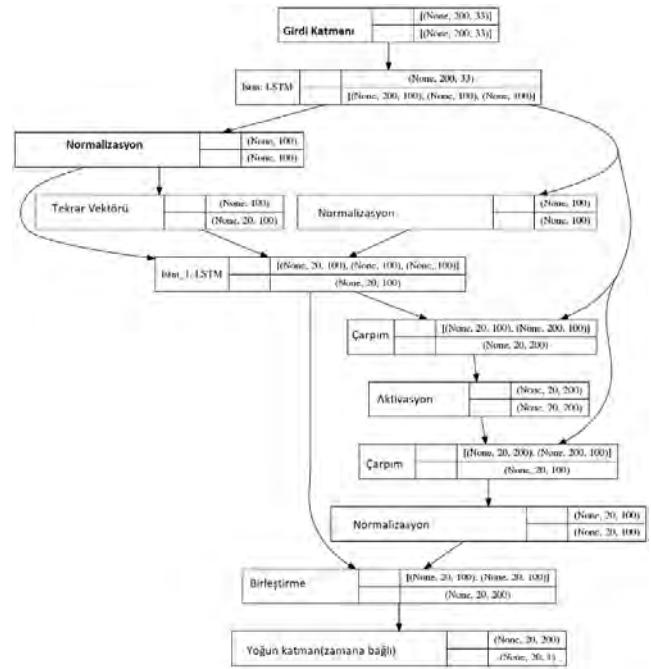 [(None, 200, 33)]
Girdi Katmanı
[(None, 200, 33)]
(None, 200, 33)
lstm: LSTM
[(None, 200, 100), (None, 100), (None, 100)]
Normalizasyon
(None, 100)
(None, 100)
Tekrar Vektörü
(None, 100)
(None, 20, 100)
Normalizasyon
(None, 100)
(None, 100)
lstm_1: LSTM
[(None, 20, 100), (None, 100), (None, 100)]
(None, 20, 100)
Çarpım
[(None, 20, 100), (None, 200, 100)]
(None, 20, 200)
Aktivasyon
(None, 20, 200)
(None, 20, 200)
Çarpım
[(None, 20, 200), (None, 200, 100)]
(None, 20, 100)
Normalizasyon
(None, 20, 100)
(None, 20, 100)
Birleştirme
[(None, 20, 100), (None, 20, 100)]
(None, 20, 200)
Yoğun katman(zamana bağlı)
(None, 20, 200)
(None, 20, 1)